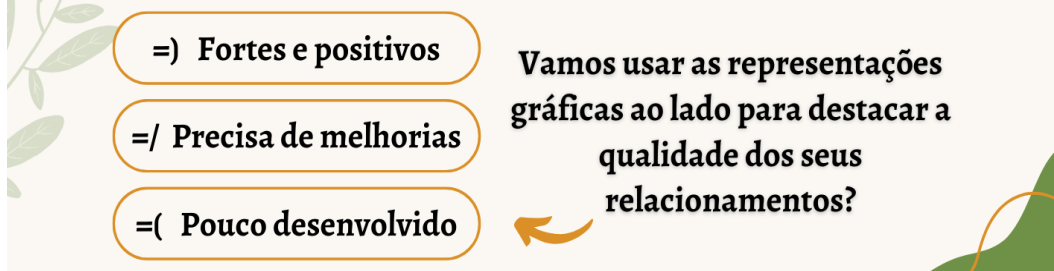 =) Fortes e positivos
=/ Precisa de melhorias
=( Pouco desenvolvido
Vamos usar as representações
gráficas ao lado para destacar a
qualidade dos seus
relacionamentos?